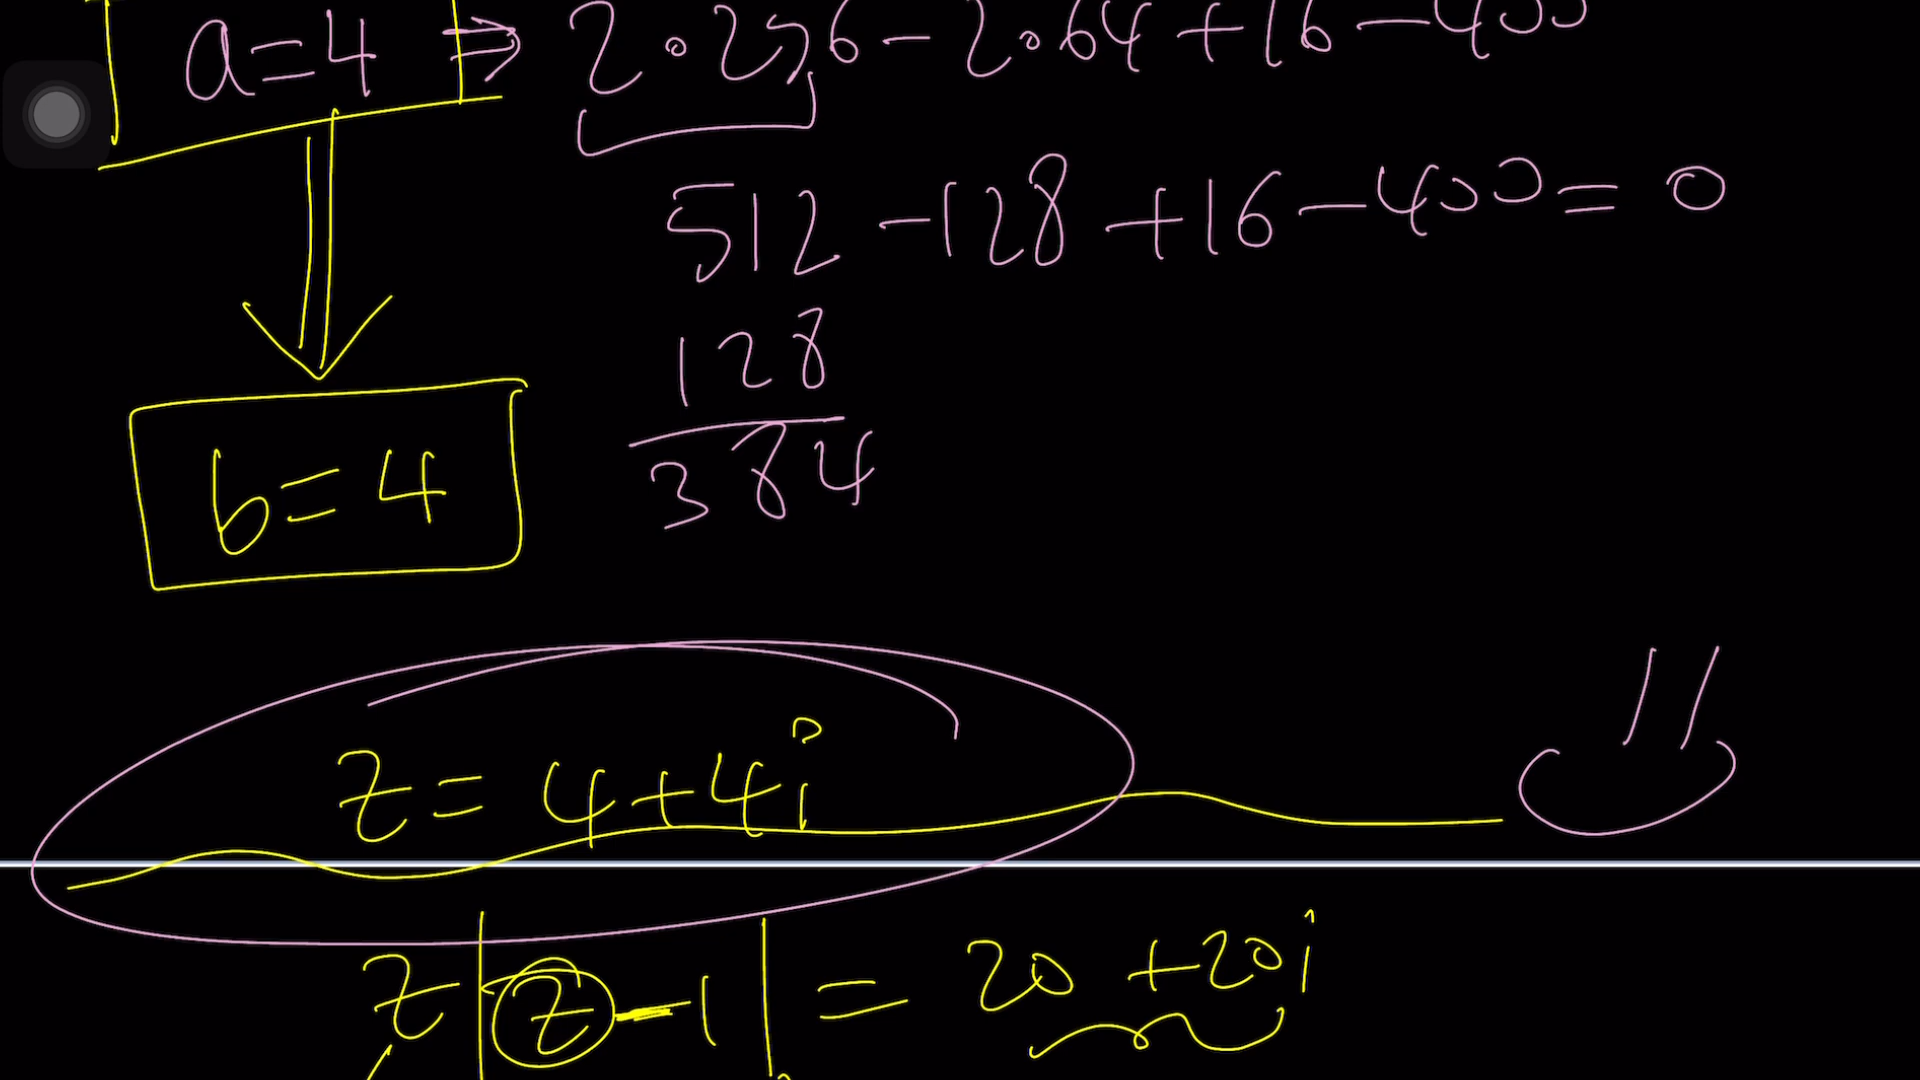 a=4 ⇒ 2·256-2·64+16-400
512-128+16-400=0
128
384
b=4
z=4+4i
z|z-1|=20+20i